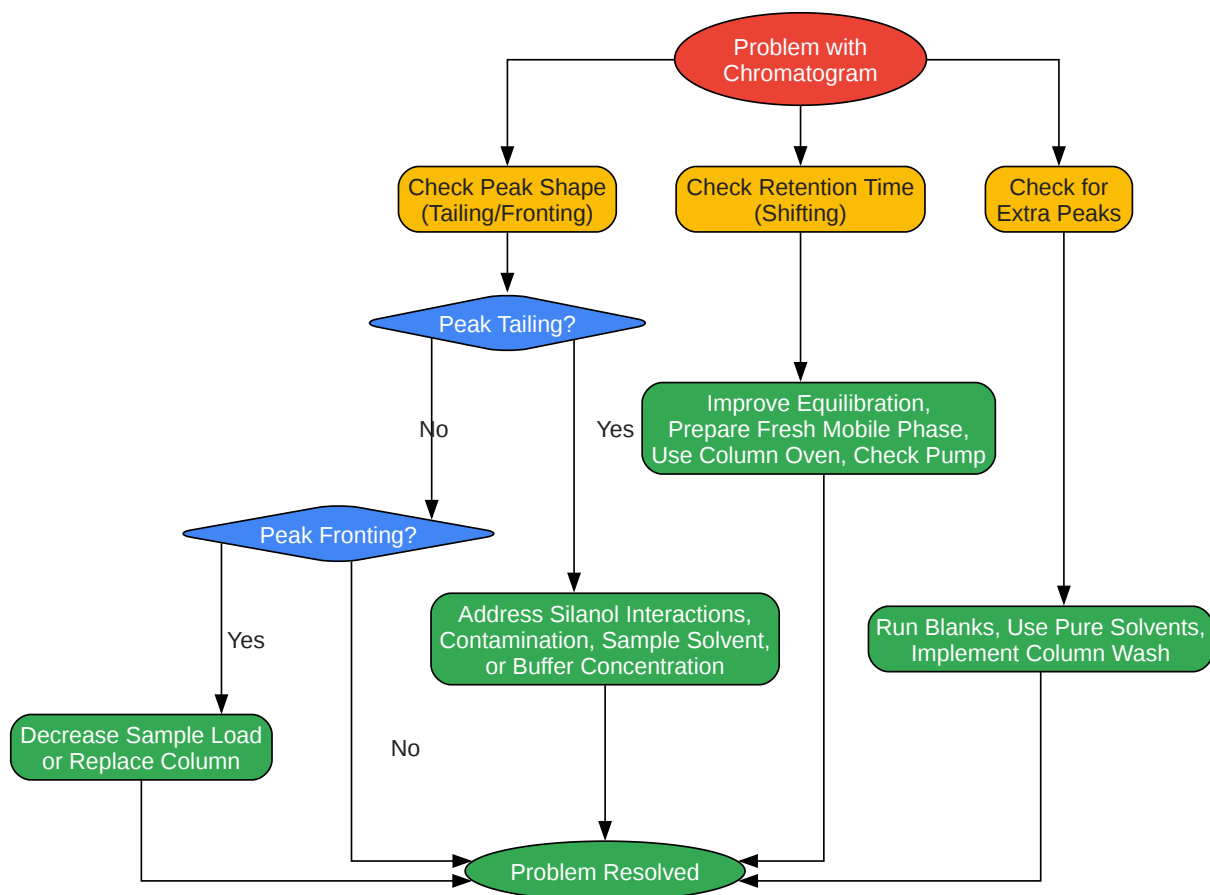 Problem with
Chromatogram
Check Peak Shape
(Tailing/Fronting)
Check Retention Time
(Shifting)
Check for
Extra Peaks
Peak Tailing?
No
Yes
Improve Equilibration,
Prepare Fresh Mobile Phase,
Use Column Oven, Check Pump
Peak Fronting?
Yes
No
Address Silanol Interactions,
Contamination, Sample Solvent,
or Buffer Concentration
Run Blanks, Use Pure Solvents,
Implement Column Wash
Decrease Sample Load
or Replace Column
Problem Resolved